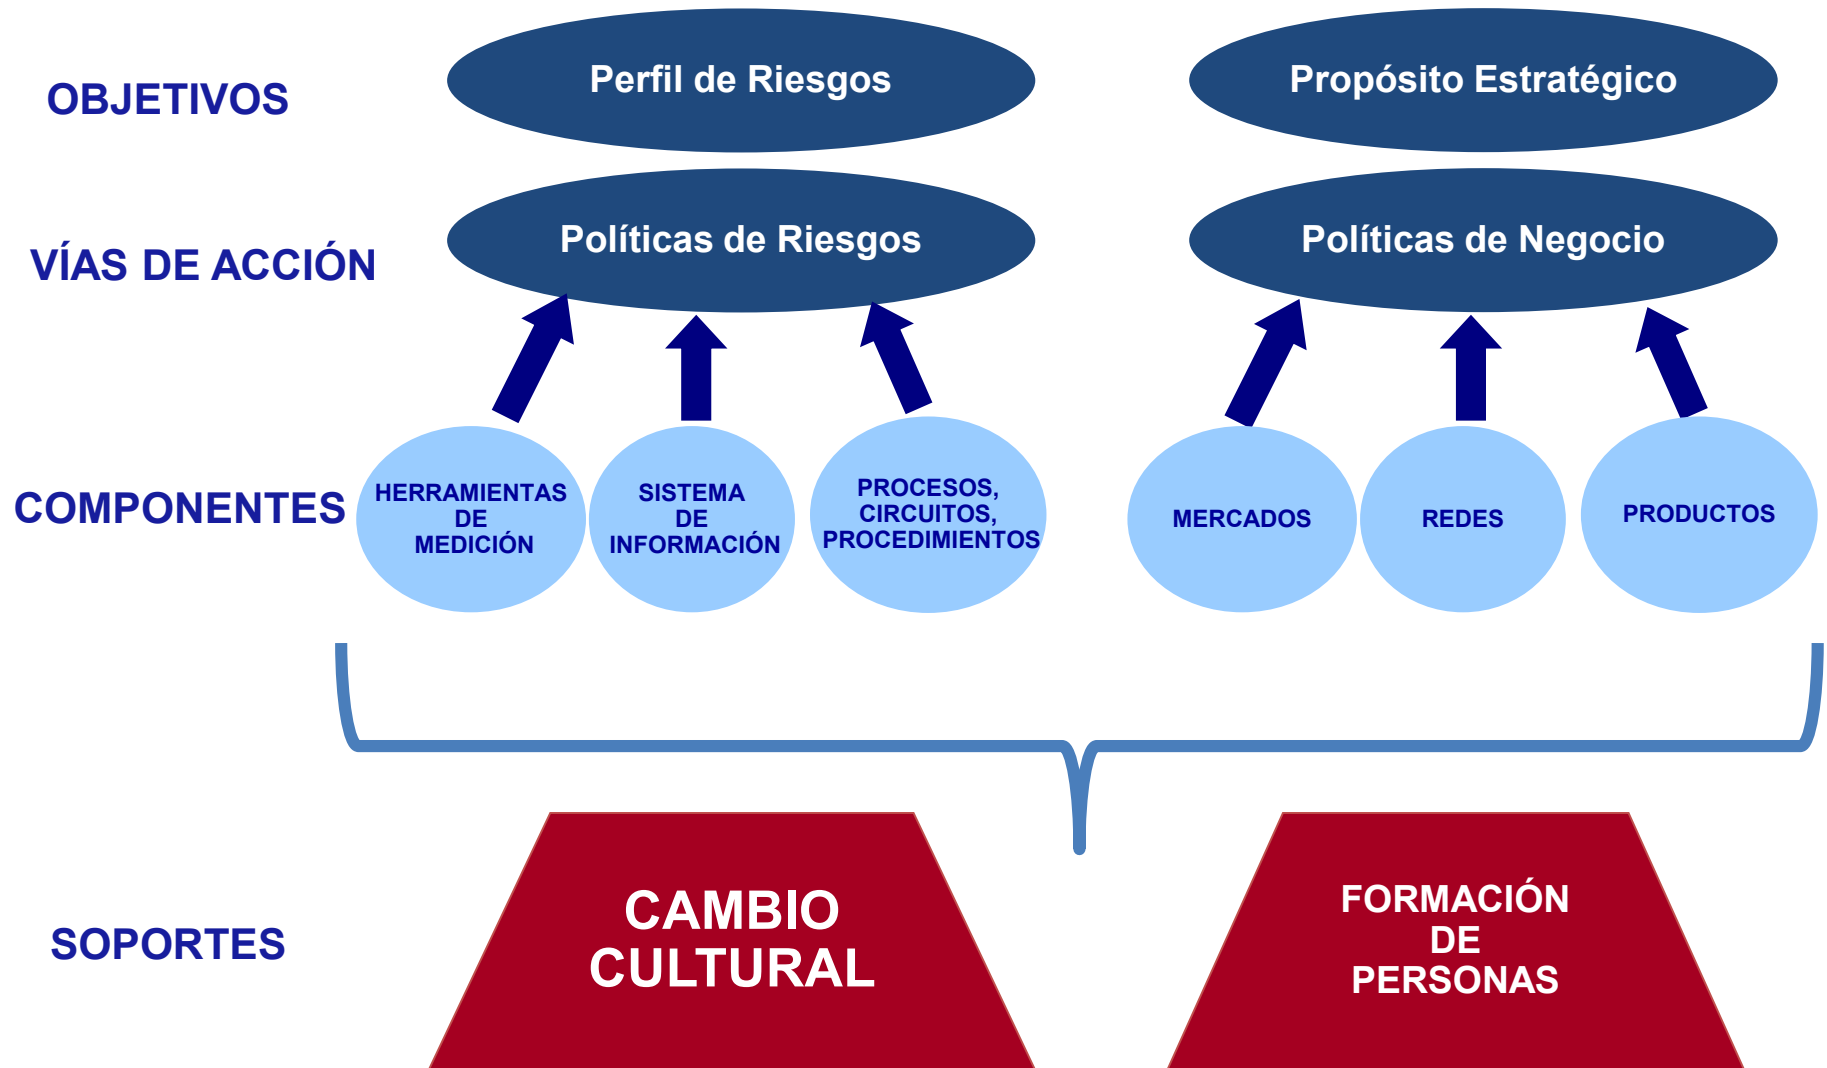 OBJETIVOS
Perfil de Riesgos
Propósito Estratégico
VÍAS DE ACCIÓN
Políticas de Riesgos
Políticas de Negocio
COMPONENTES
HERRAMIENTAS
DE
MEDICIÓN
SISTEMA
DE
INFORMACIÓN
PROCESOS,
CIRCUITOS,
PROCEDIMIENTOS
MERCADOS
REDES
PRODUCTOS
SOPORTES
CAMBIO
CULTURAL
FORMACIÓN
DE
PERSONAS